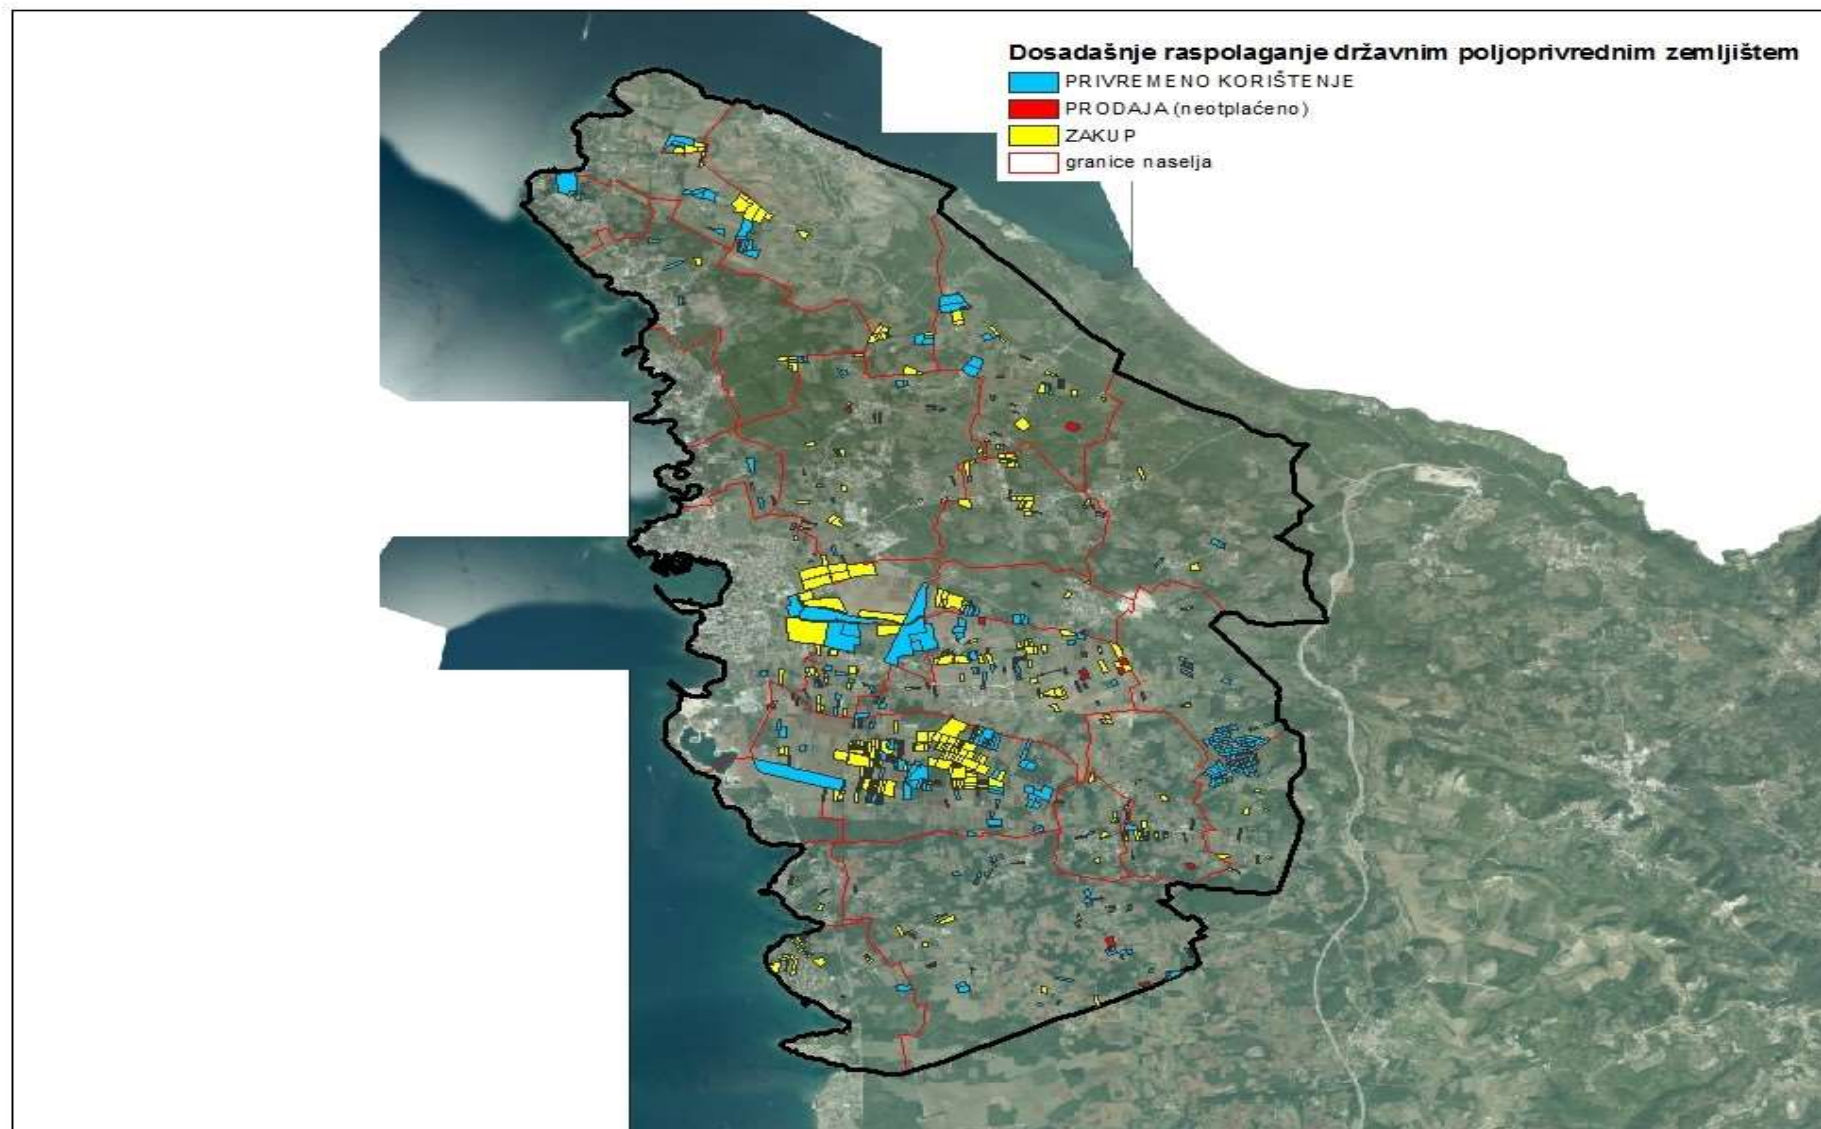 Dosadašnje raspolaganje državnim poljoprivrednim zemljištem
PRIVREMENO KORIŠTENJE
PRODAJA (neotplaćeno)
ZAKUP
granice naselja